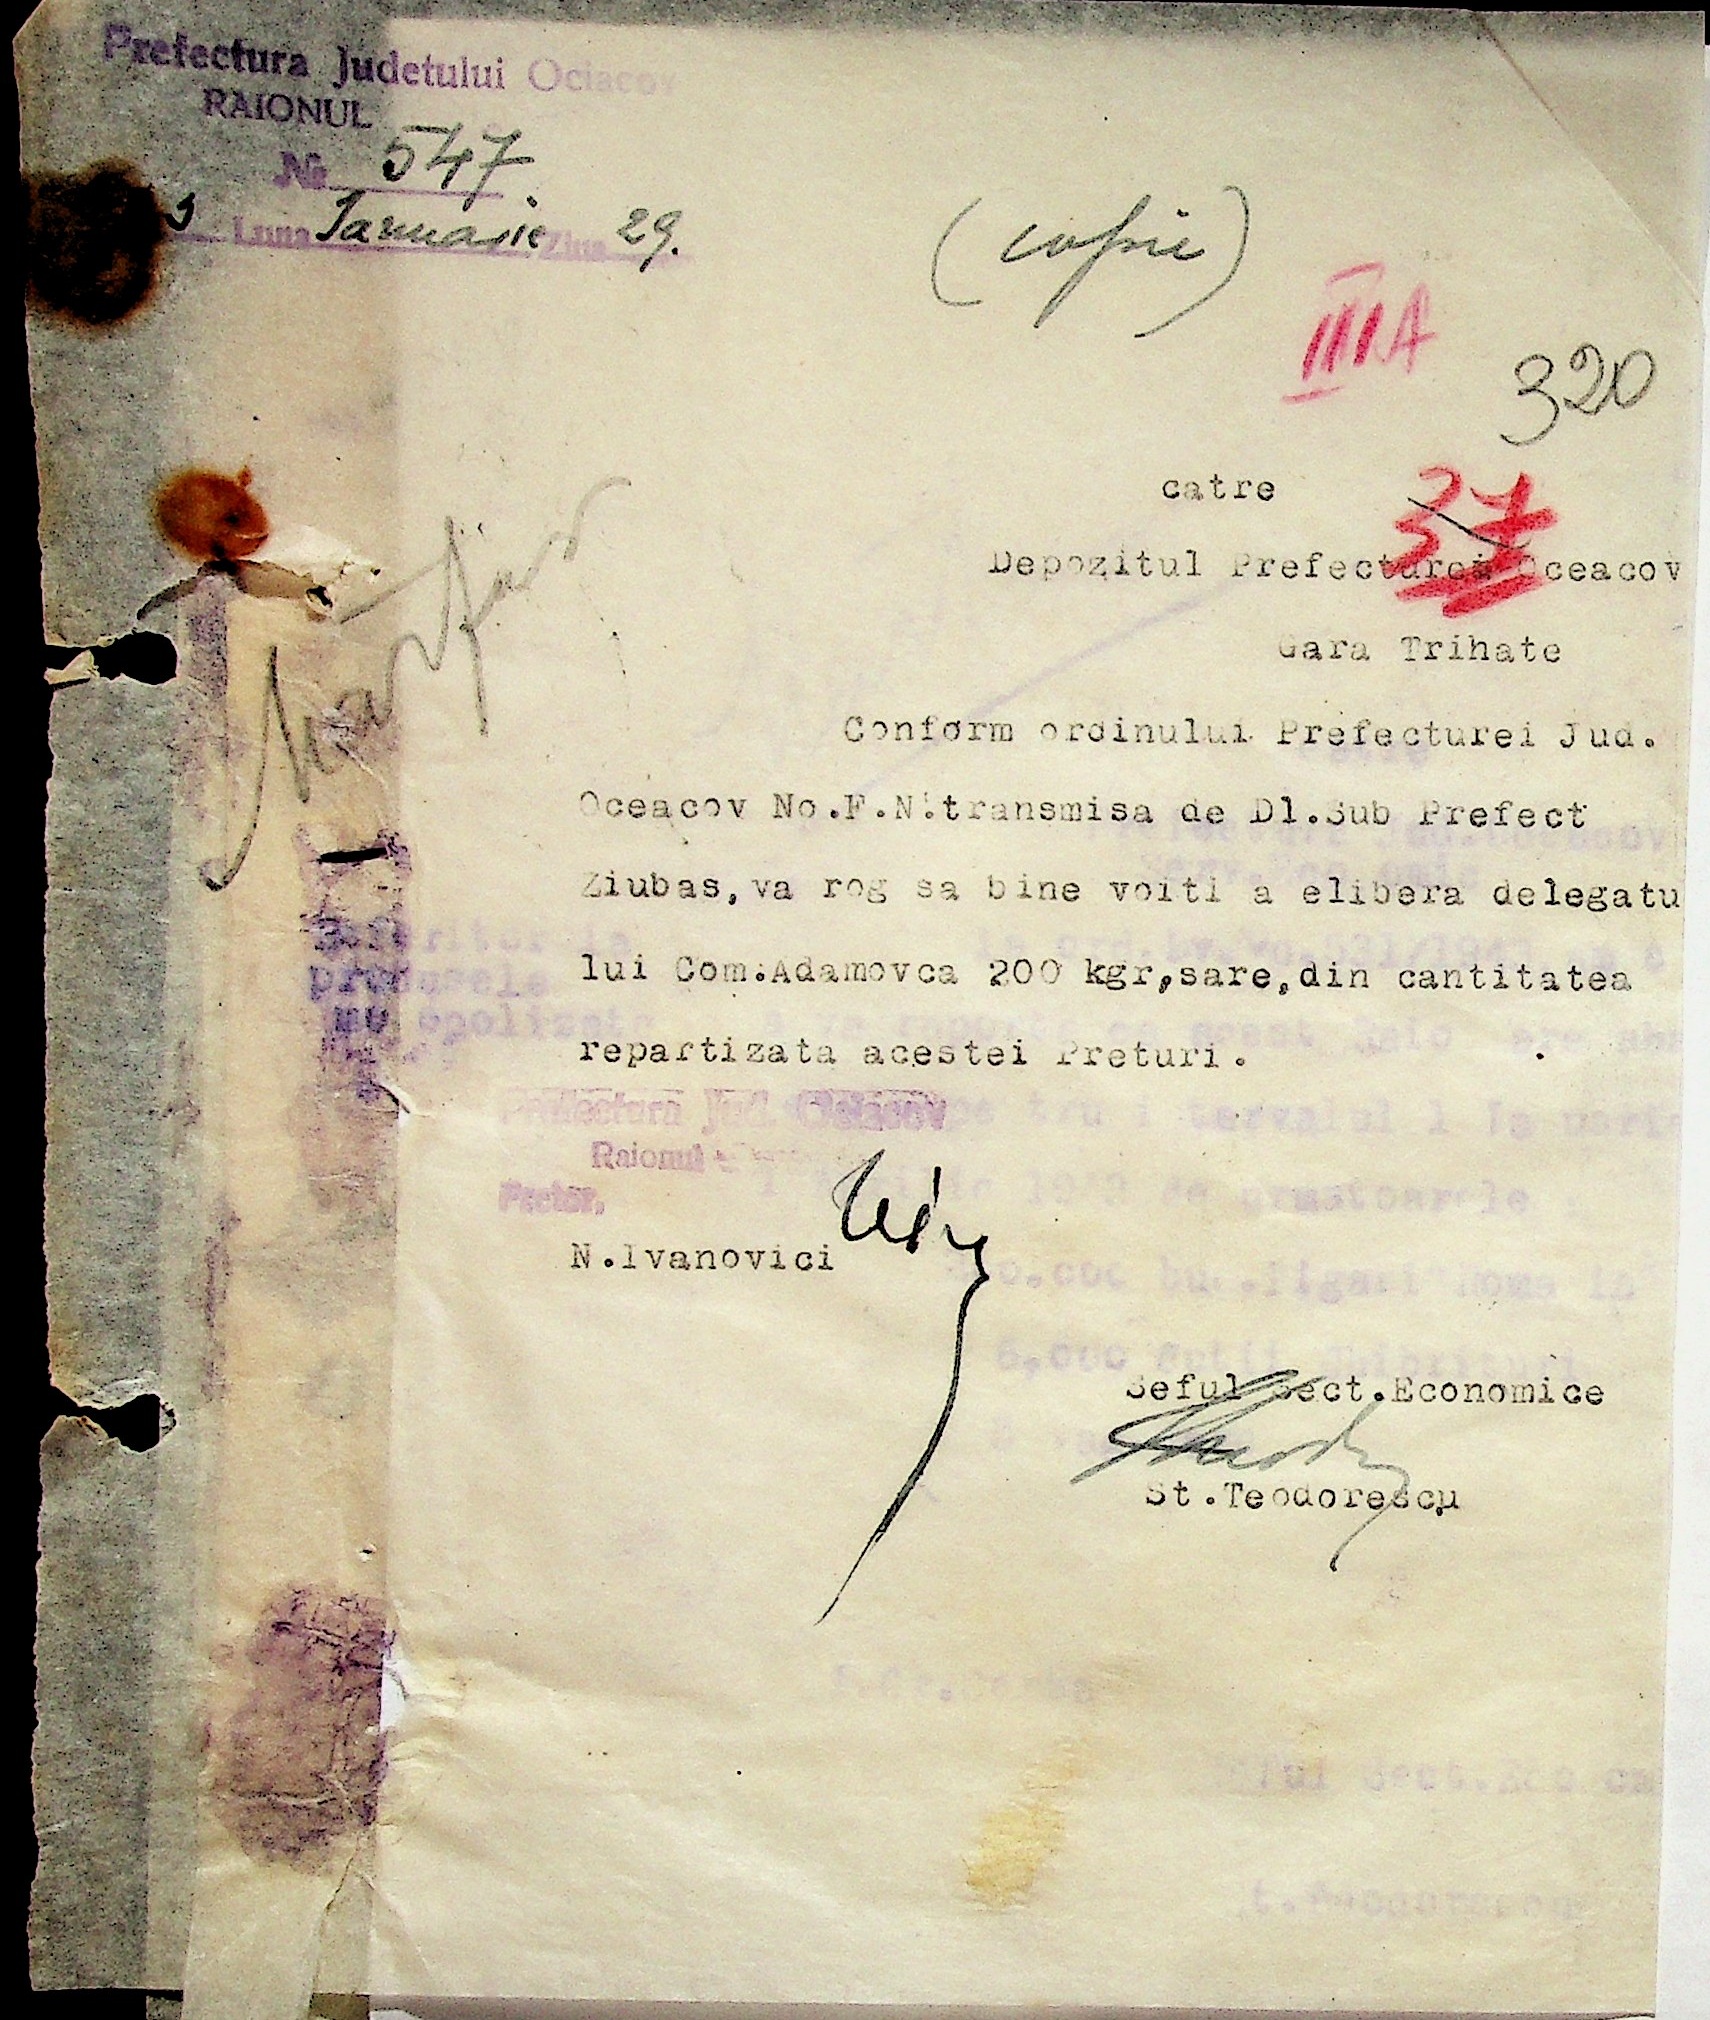 Prefectura Judetului Ociacov
RAIONUL
№ 547
Luna Ianuarie Ziua 29.
(copie)
III A
320
37
catre
Depozitul Prefecturei Oceacov
Gara Trihate
Conform ordinului Prefecturei Jud.
Oceacov No.F.N.transmisa de Dl.Sub Prefect
Ziubas,va rog sa bine voiti a elibera delegatu
lui Com.Adamovca 200 kgr,sare,din cantitatea
repartizata acestei Preturi.
Prefectura Jud. Ociacov
Raionul
Pretor,
N.Ivanovici
Seful Sect.Economice
St.Teodorescu